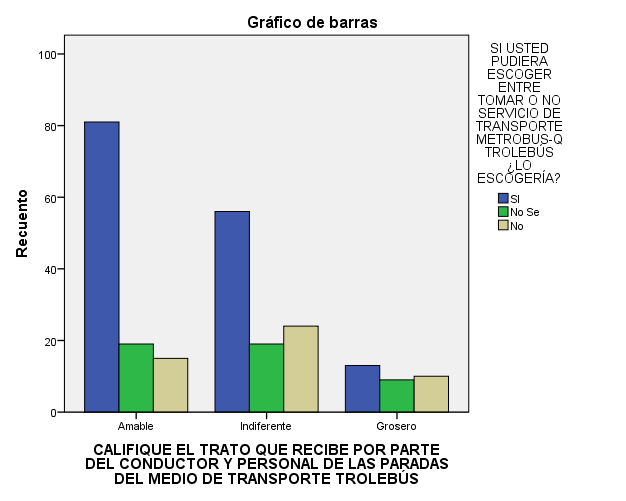 Gráfico de barras
Recuento
100
80
60
40
20
0
Amable
Indiferente
Grosero
CALIFIQUE EL TRATO QUE RECIBE POR PARTE
DEL CONDUCTOR Y PERSONAL DE LAS PARADAS
DEL MEDIO DE TRANSPORTE TROLEBÚS
SI USTED
PUDIERA
ESCOGER
ENTRE
TOMAR O NO
SERVICIO DE
TRANSPORTE
METROBUS-Q
TROLEBÚS
¿LO
ESCOGERÍA?
SI
No Se
No